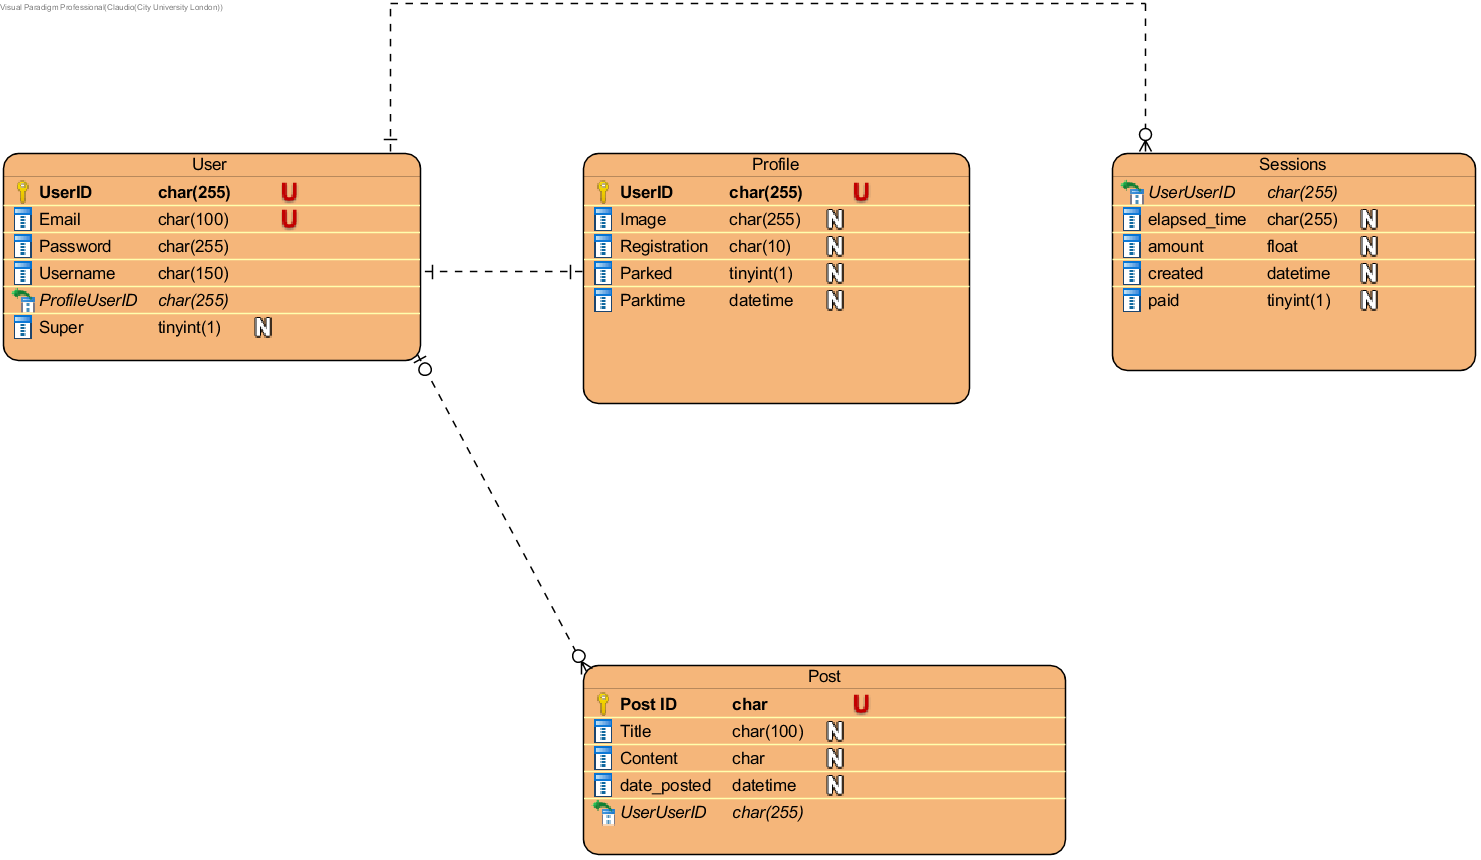 Visual Paradigm Professional(Claudio(City University London))
User
UserID char(255) U
Email char(100) U
Password char(255)
Username char(150)
ProfileUserID char(255)
Super tinyint(1) N
Profile
UserID char(255) U
Image char(255) N
Registration char(10) N
Parked tinyint(1) N
Parktime datetime N
Sessions
UserUserID char(255)
elapsed_time char(255) N
amount float N
created datetime N
paid tinyint(1) N
Post
Post ID char U
Title char(100) N
Content char N
date_posted datetime N
UserUserID char(255)